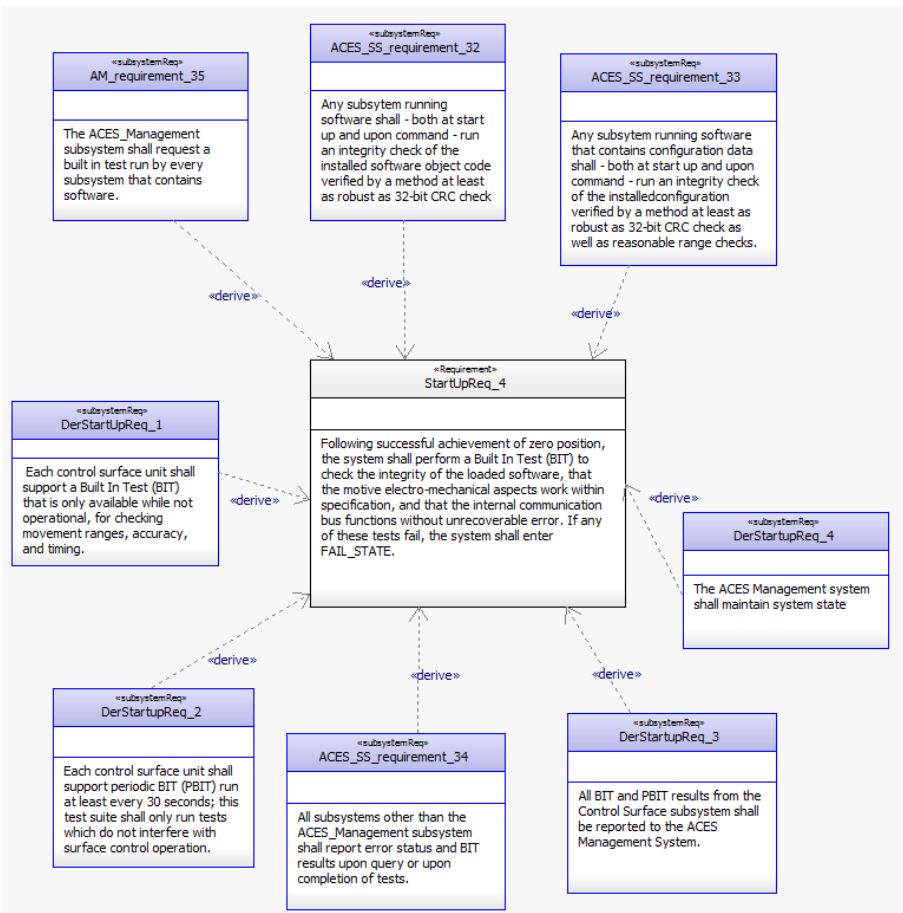 «subsystemReq»
AM_requirement_35
The ACES_Management
subsystem shall request a
built in test run by every
subsystem that contains
software.
«subsystemReq»
ACES_SS_requirement_32
Any subsytem running
software shall - both at start
up and upon command - run
an integrity check of the
installed software object code
verified by a method at least
as robust as 32-bit CRC check
«subsystemReq»
ACES_SS_requirement_33
Any subsytem running software
that contains configuration data
shall - both at start up and upon
command - run an integrity check
of the installedconfiguration
verified by a method at least as
robust as 32-bit CRC check as
well as reasonable range checks.
«derive»
«derive»
«derive»
«Requirement»
StartUpReq_4
Following successful achievement of zero position,
the system shall perform a Built In Test (BIT) to
check the integrity of the loaded software, that
the motive electro-mechanical aspects work within
specification, and that the internal communication
bus functions without unrecoverable error. If any
of these tests fail, the system shall enter
FAIL_STATE.
«subsystemReq»
DerStartUpReq_1
Each control surface unit shall
support a Built In Test (BIT)
that is only available while not
operational, for checking
movement ranges, accuracy,
and timing.
«derive»
«derive»
«subsystemReq»
DerStartupReq_4
The ACES Management system
shall maintain system state
«derive»
«derive»
«derive»
«subsystemReq»
DerStartupReq_2
Each control surface unit shall
support periodic BIT (PBIT) run
at least every 30 seconds; this
test suite shall only run tests
which do not interfere with
surface control operation.
«subsystemReq»
ACES_SS_requirement_34
All subsystems other than the
ACES_Management subsystem
shall report error status and BIT
results upon query or upon
completion of tests.
«subsystemReq»
DerStartupReq_3
All BIT and PBIT results from the
Control Surface subsystem shall
be reported to the ACES
Management System.